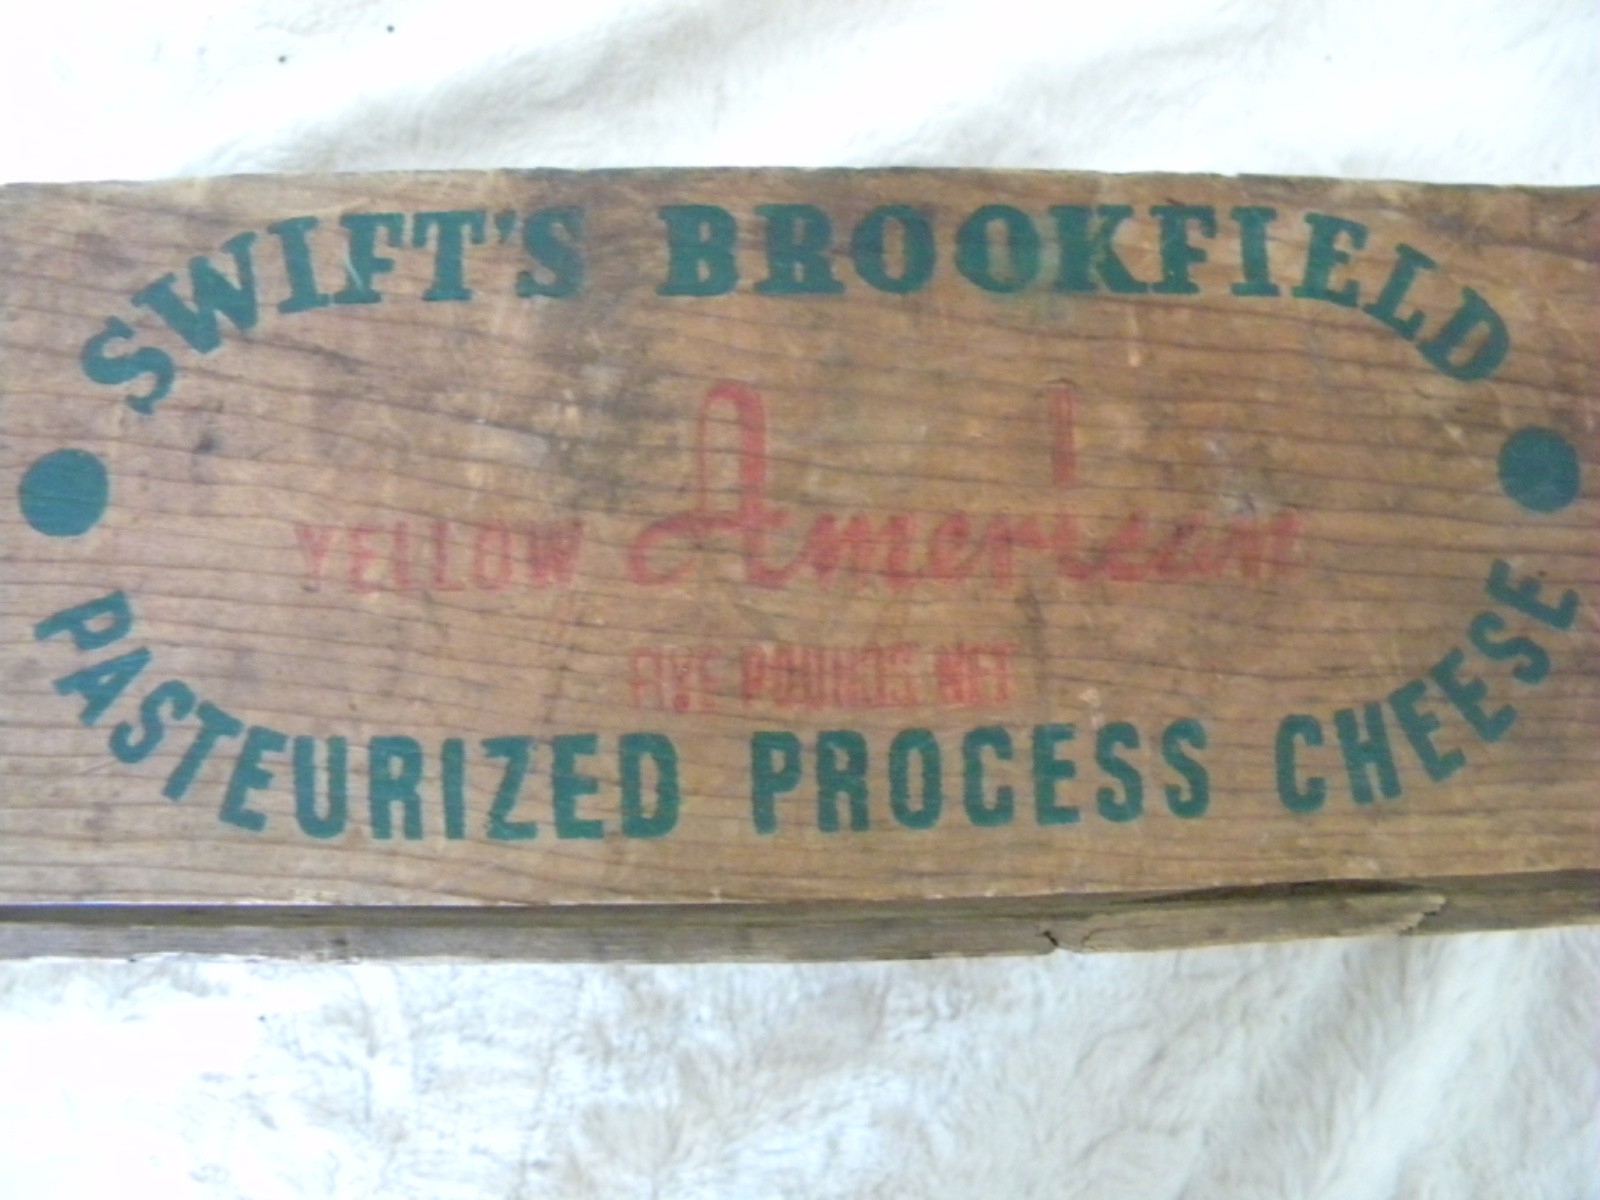 SWIFT'S BROOKFIELD
YELLOW American
FIVE POUNDS NET
PASTEURIZED PROCESS CHEESE